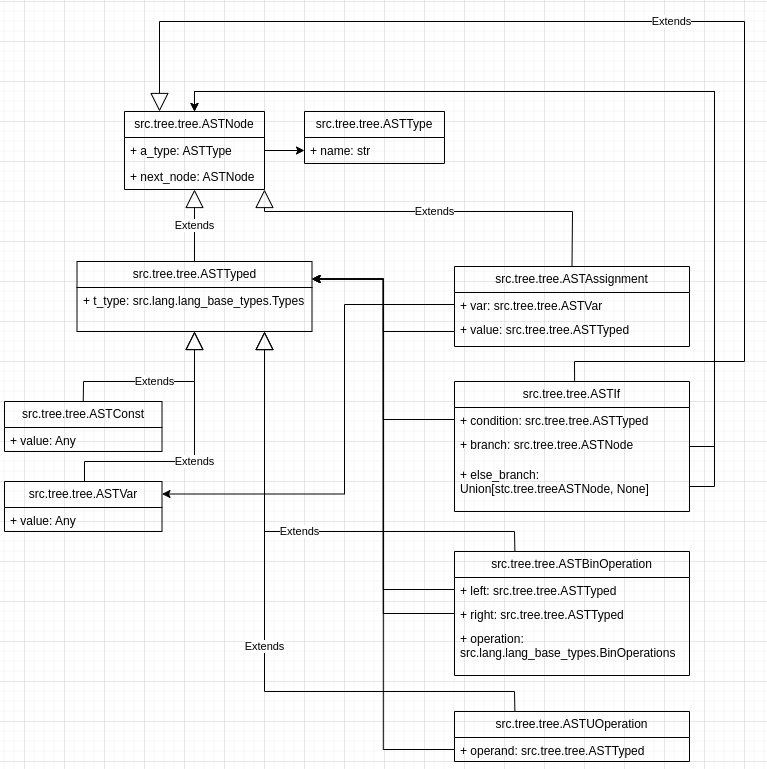 Extends
src.tree.tree.ASTNode
+ a_type: ASTType
+ next_node: ASTNode
src.tree.tree.ASTType
+ name: str
Extends
Extends
src.tree.tree.ASTTyped
+ t_type: src.lang.lang_base_types.Types
src.tree.tree.ASTAssignment
+ var: src.tree.tree.ASTVar
+ value: src.tree.tree.ASTTyped
Extends
src.tree.tree.ASTConst
+ value: Any
src.tree.tree.ASTIf
+ condition: src.tree.tree.ASTTyped
+ branch: src.tree.tree.ASTNode
+ else_branch:
Union[stc.tree.treeASTNode, None]
Extends
src.tree.tree.ASTVar
+ value: Any
Extends
src.tree.tree.ASTBinOperation
+ left: src.tree.tree.ASTTyped
+ right: src.tree.tree.ASTTyped
+ operation:
src.lang.lang_base_types.BinOperations
Extends
src.tree.tree.ASTUOperation
+ operand: src.tree.tree.ASTTyped